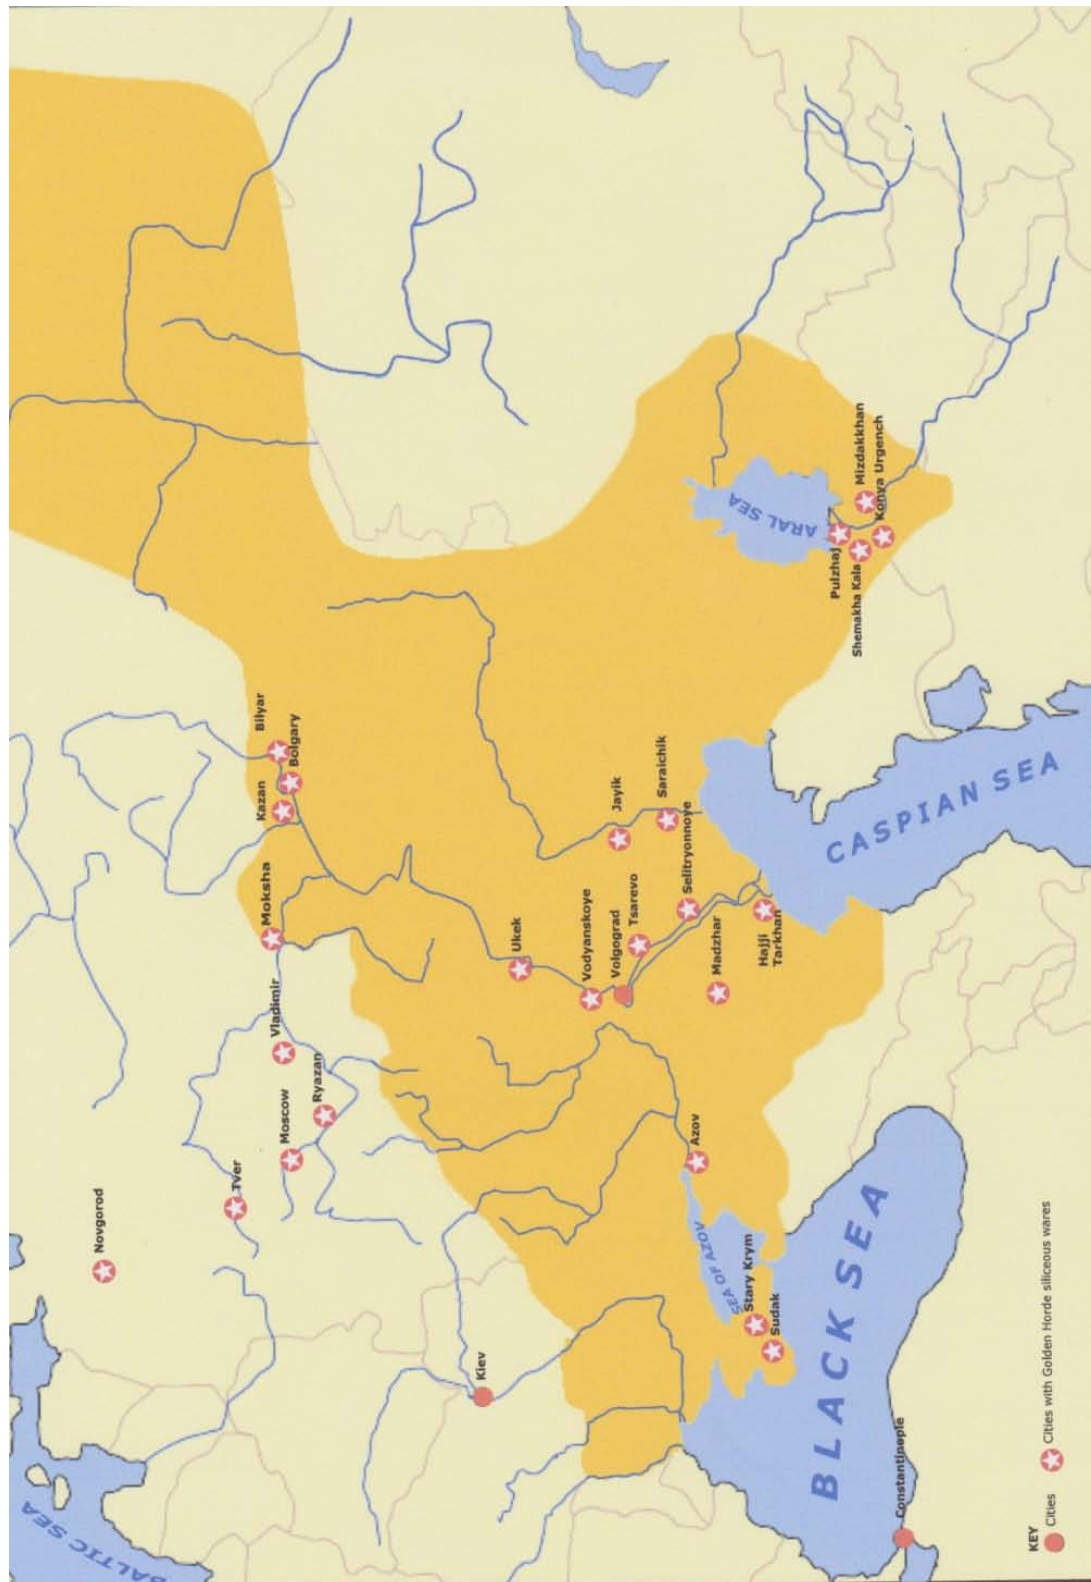 BALTIC SEA
Novgorod
Tver
Moscow
Vladimir
Moksha
Kazan
Bilyar
Bolgary
Ryazan
Kiev
Ukek
Vodyanskoye
Volgograd
Jayik
Tsarevo
Saraichik
Selitryonnoye
Azov
SEA OF AZOV
Madzhar
Stary Krym
Hajji
Tarkhan
ARAL SEA
Sudak
Pulzhaj
BLACK SEA
Shemakha Kala
Mizdakkhan
Konya Urgench
Constantinople
CASPIAN SEA
KEY
Cities
Cities with Golden Horde siliceous wares